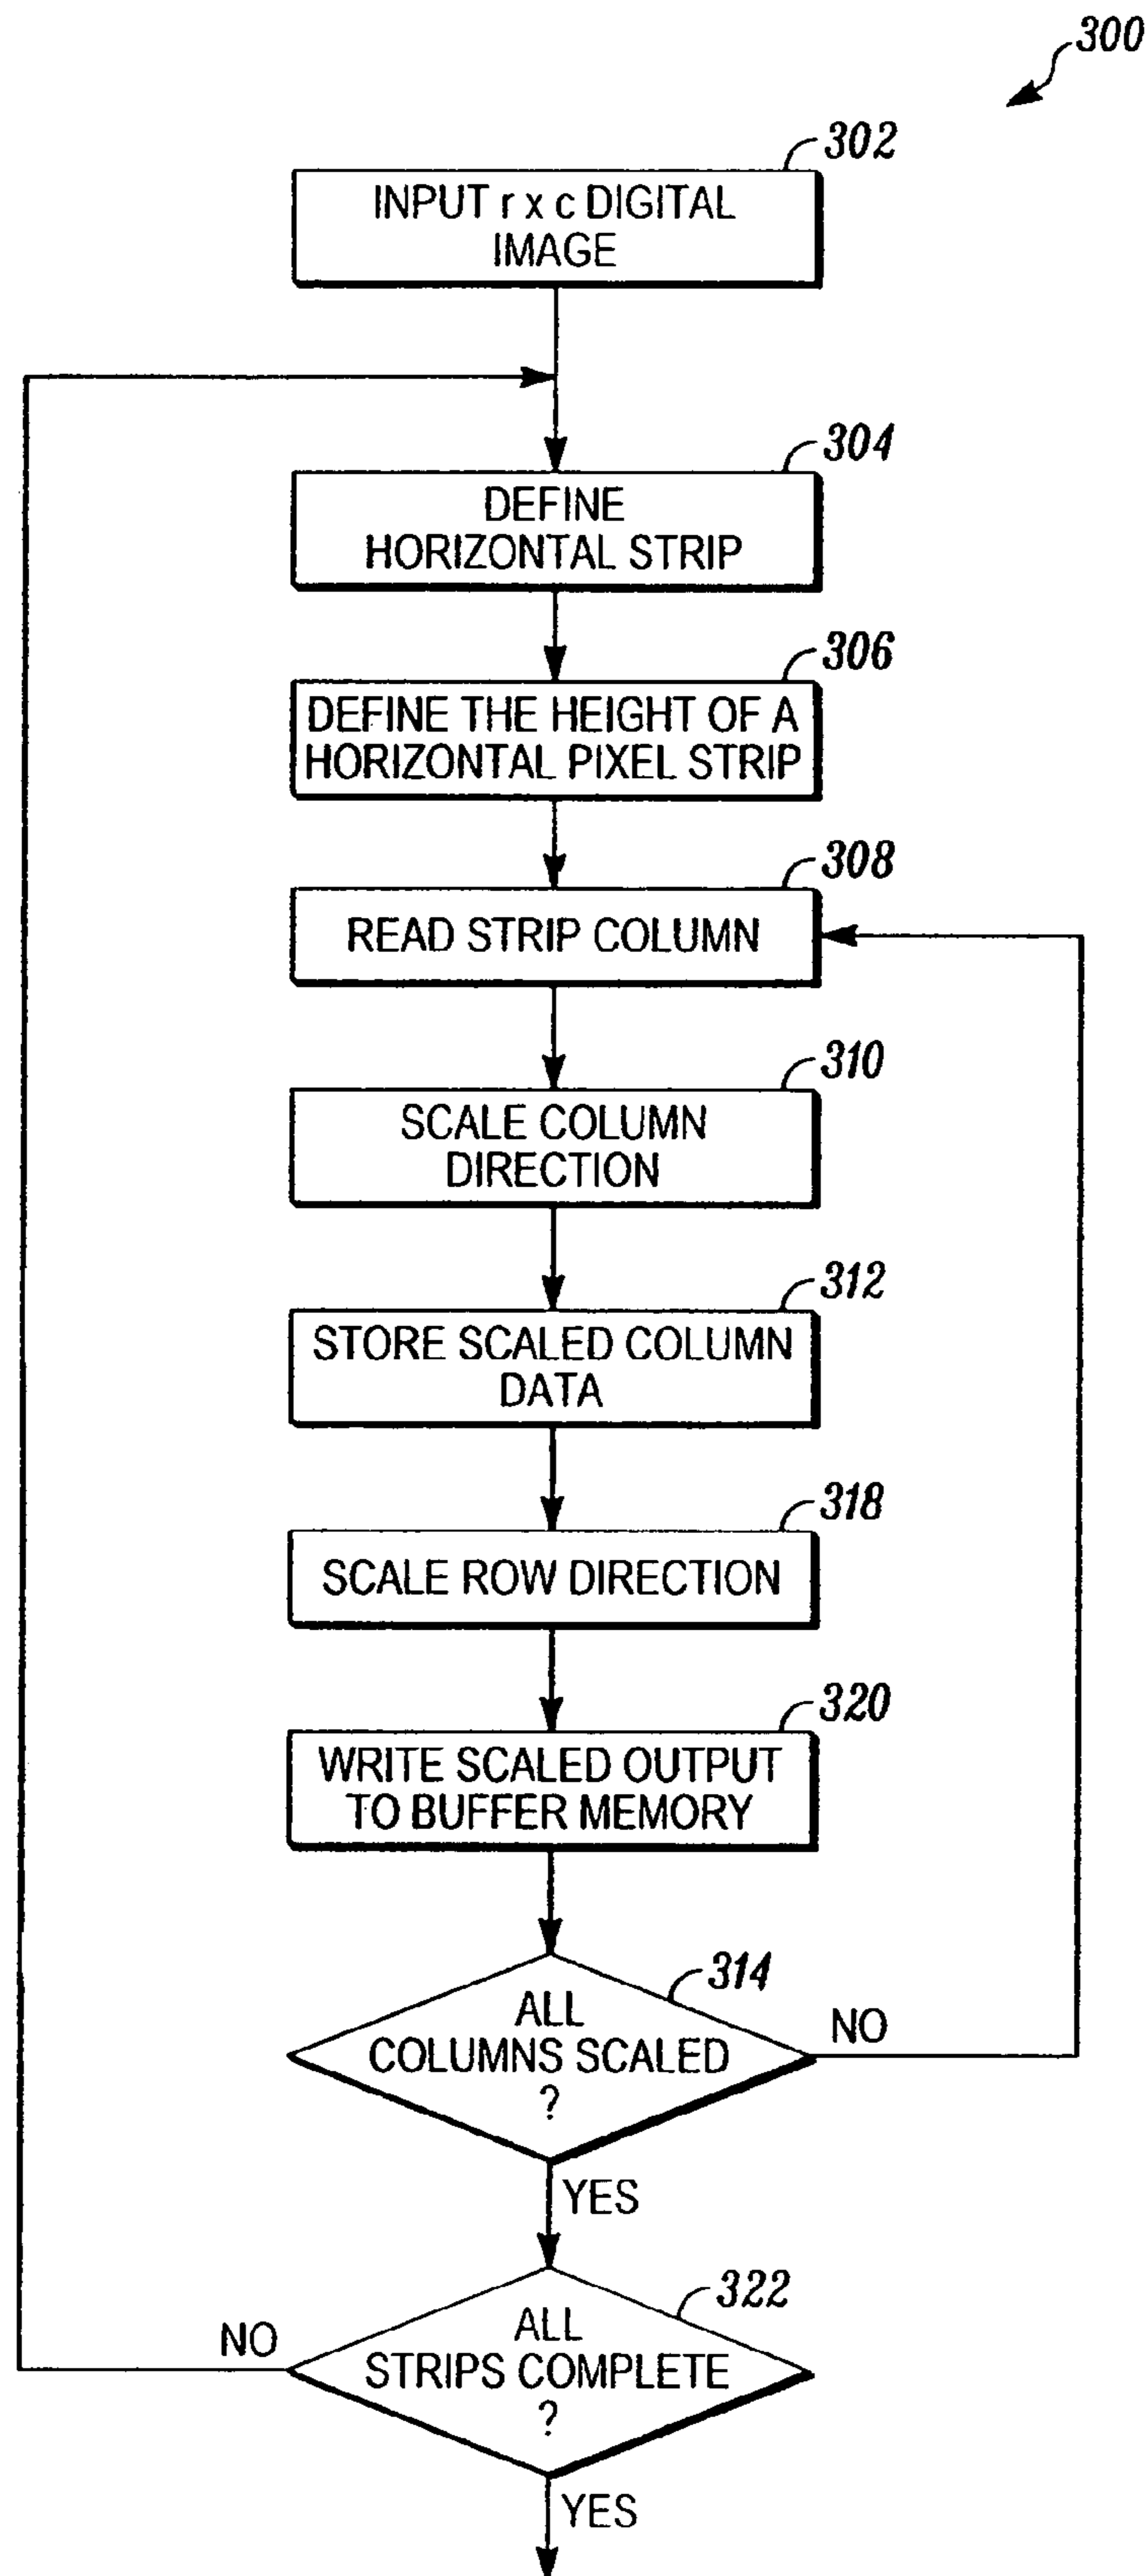 300
302
INPUT r x c DIGITAL
IMAGE
304
DEFINE
HORIZONTAL STRIP
306
DEFINE THE HEIGHT OF A
HORIZONTAL PIXEL STRIP
308
READ STRIP COLUMN
310
SCALE COLUMN
DIRECTION
312
STORE SCALED COLUMN
DATA
318
SCALE ROW DIRECTION
320
WRITE SCALED OUTPUT
TO BUFFER MEMORY
314
ALL
COLUMNS SCALED
?
NO
YES
322
ALL
STRIPS COMPLETE
?
NO
YES